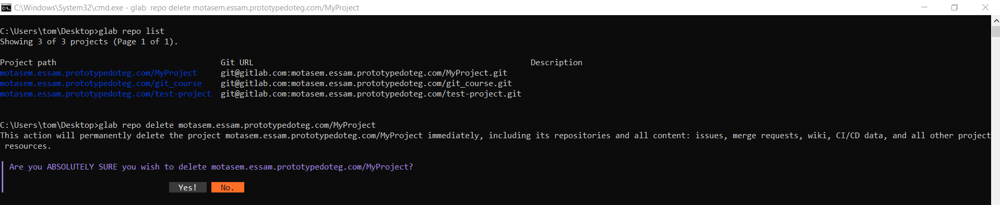 C:\Windows\System32\cmd.exe - glab  repo delete motasem.essam.prototypedoteg.com/MyProject
C:\Users\tom\Desktop>glab repo list
Showing 3 of 3 projects (Page 1 of 1).
Project path Git URL Description
motasem.essam.prototypedoteg.com/MyProject git@gitlab.com:motasem.essam.prototypedoteg.com/MyProject.git
motasem.essam.prototypedoteg.com/git_course git@gitlab.com:motasem.essam.prototypedoteg.com/git_course.git
motasem.essam.prototypedoteg.com/test-project git@gitlab.com:motasem.essam.prototypedoteg.com/test-project.git
C:\Users\tom\Desktop>glab repo delete motasem.essam.prototypedoteg.com/MyProject
This action will permanently delete the project motasem.essam.prototypedoteg.com/MyProject immediately, including its repositories and all content: issues, merge requests, wiki, CI/CD data, and all other project
resources.
Are you ABSOLUTELY SURE you wish to delete motasem.essam.prototypedoteg.com/MyProject?
Yes! No.